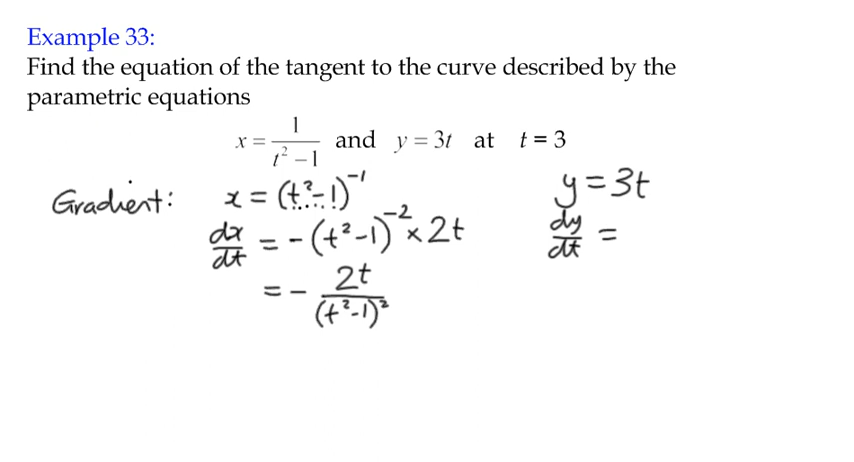 Example 33:
Find the equation of the tangent to the curve described by the
parametric equations
x = 1/(t² − 1) and y = 3t at t = 3
Gradient: x = (t² − 1)⁻¹ y = 3t
dx/dt = −(t² − 1)⁻² × 2t dy/dt =
= − 2t/(t² − 1)²